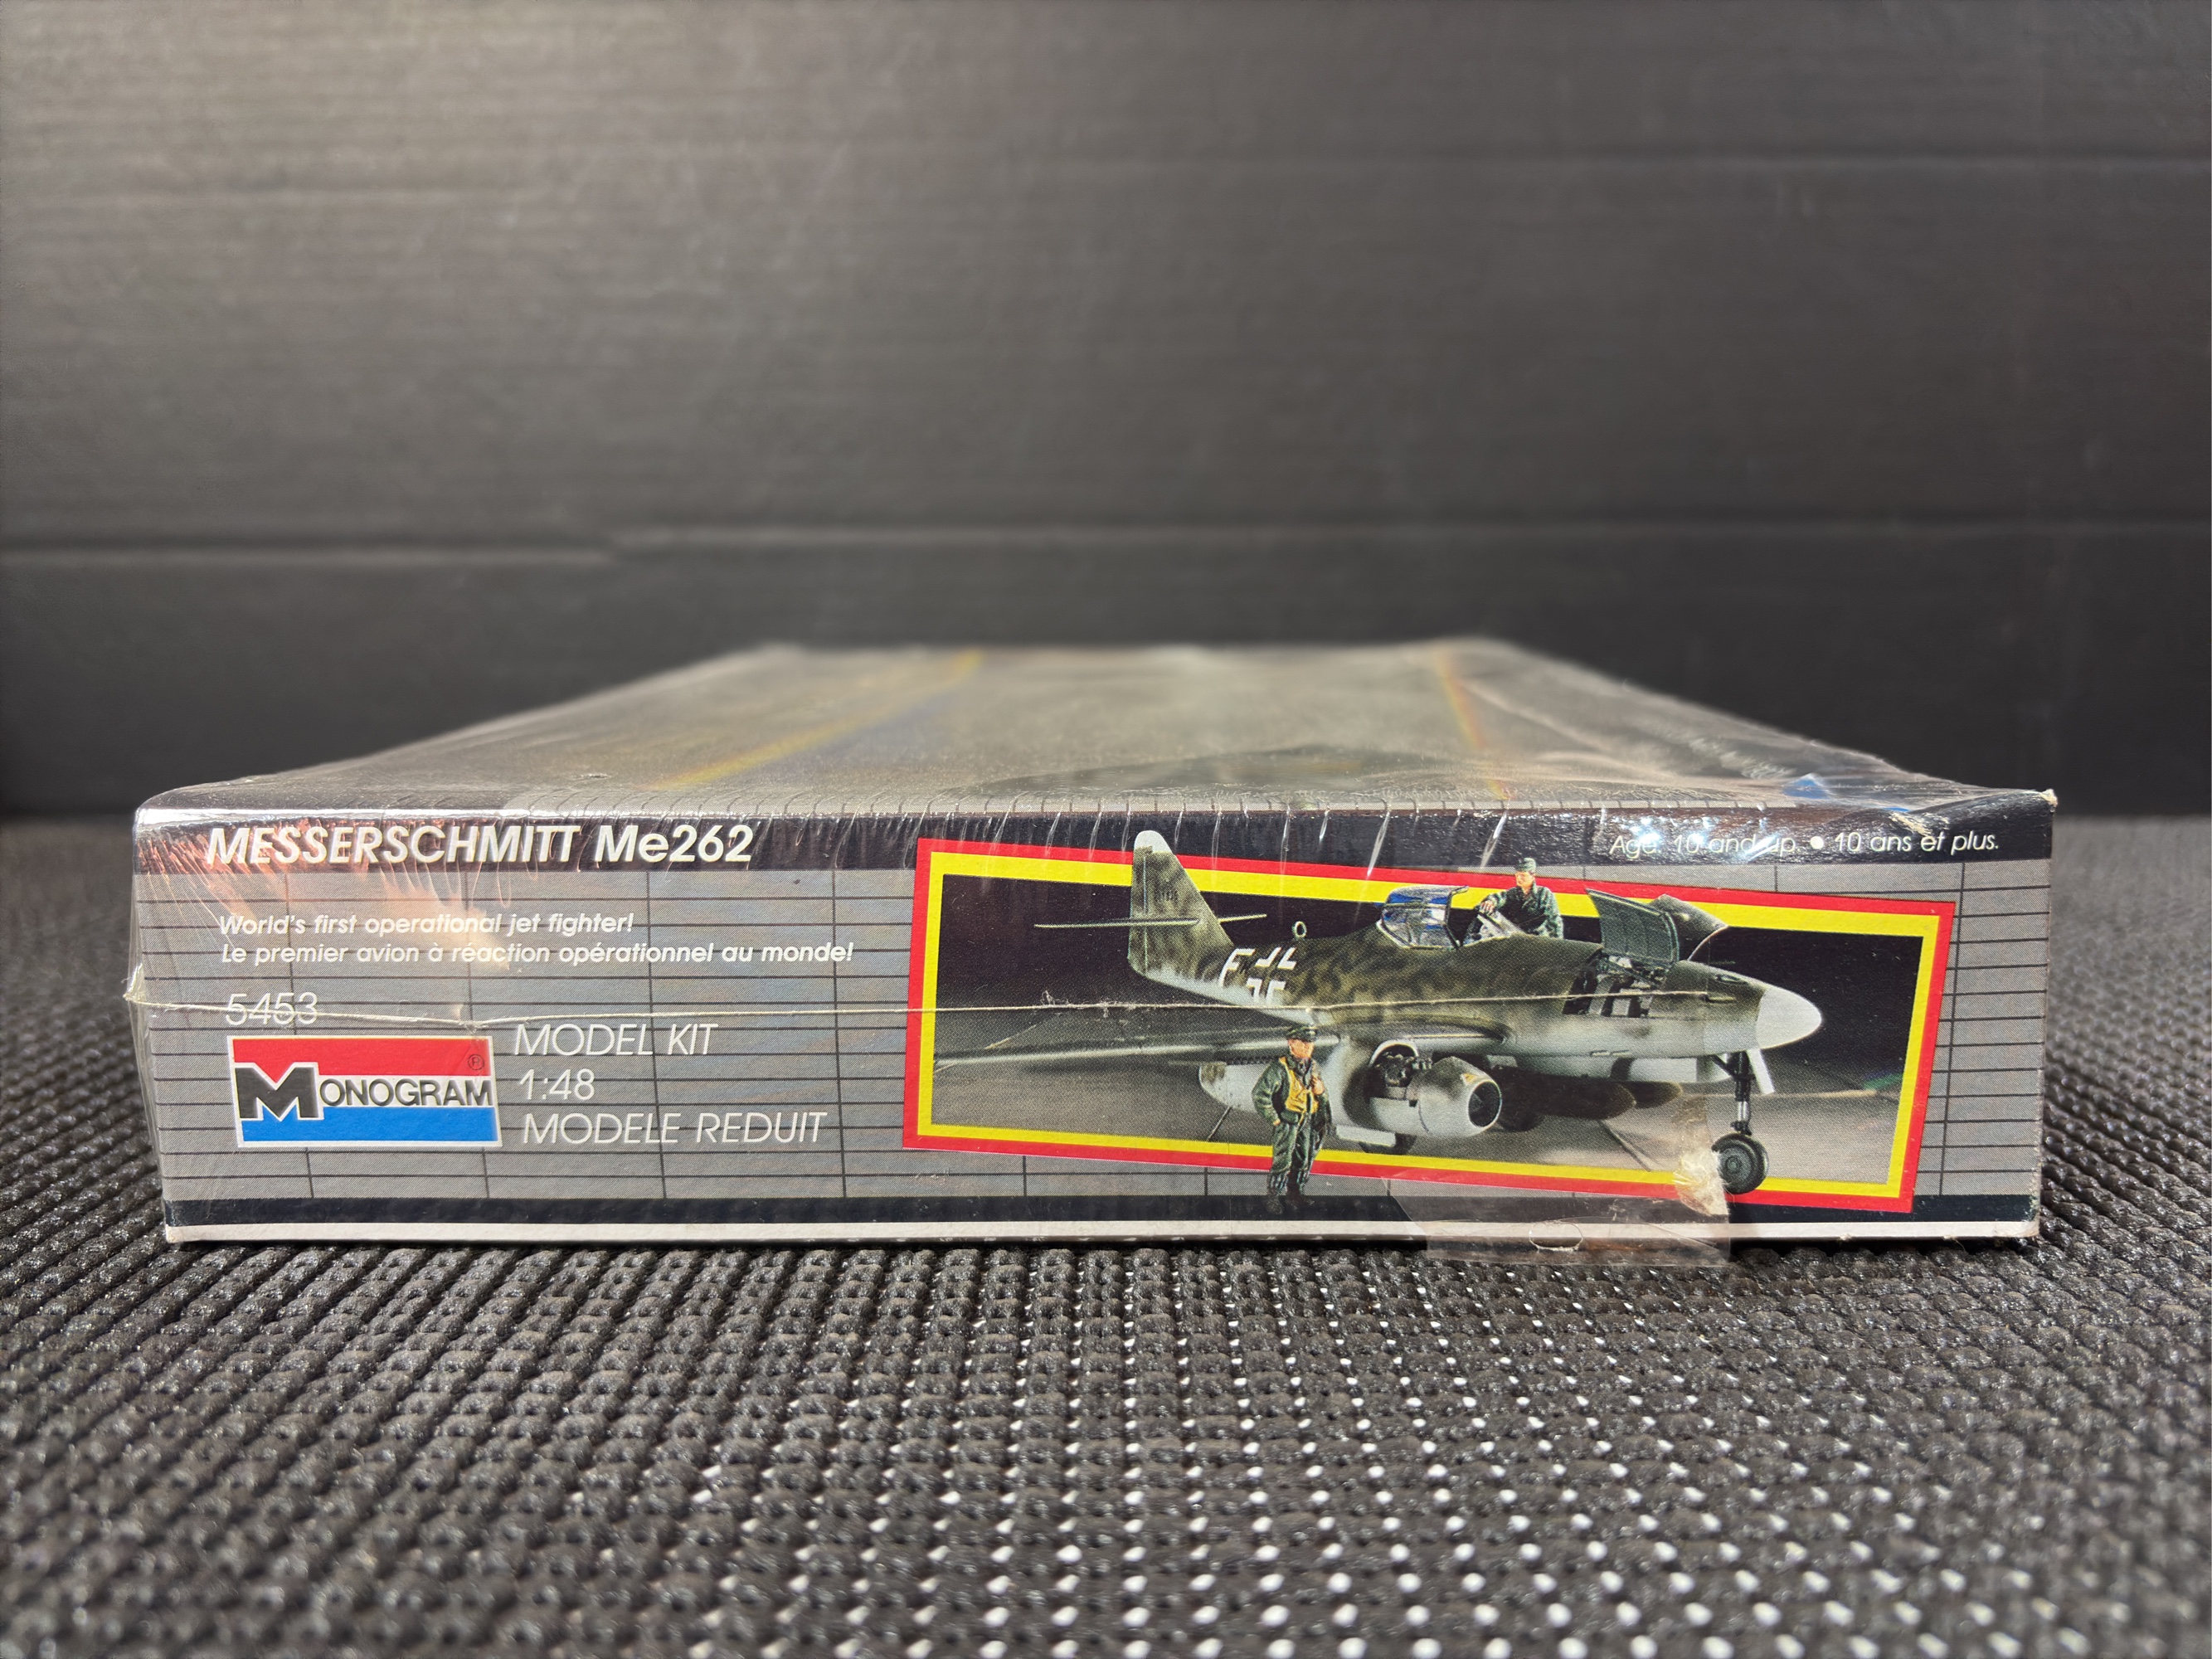 MESSERSCHMITT Me262
Age 10 and up. • 10 ans et plus.
World's first operational jet fighter!
Le premier avion à réaction opérationnel au monde!
5453
MONOGRAM®
MODEL KIT
1:48
MODELE REDUIT